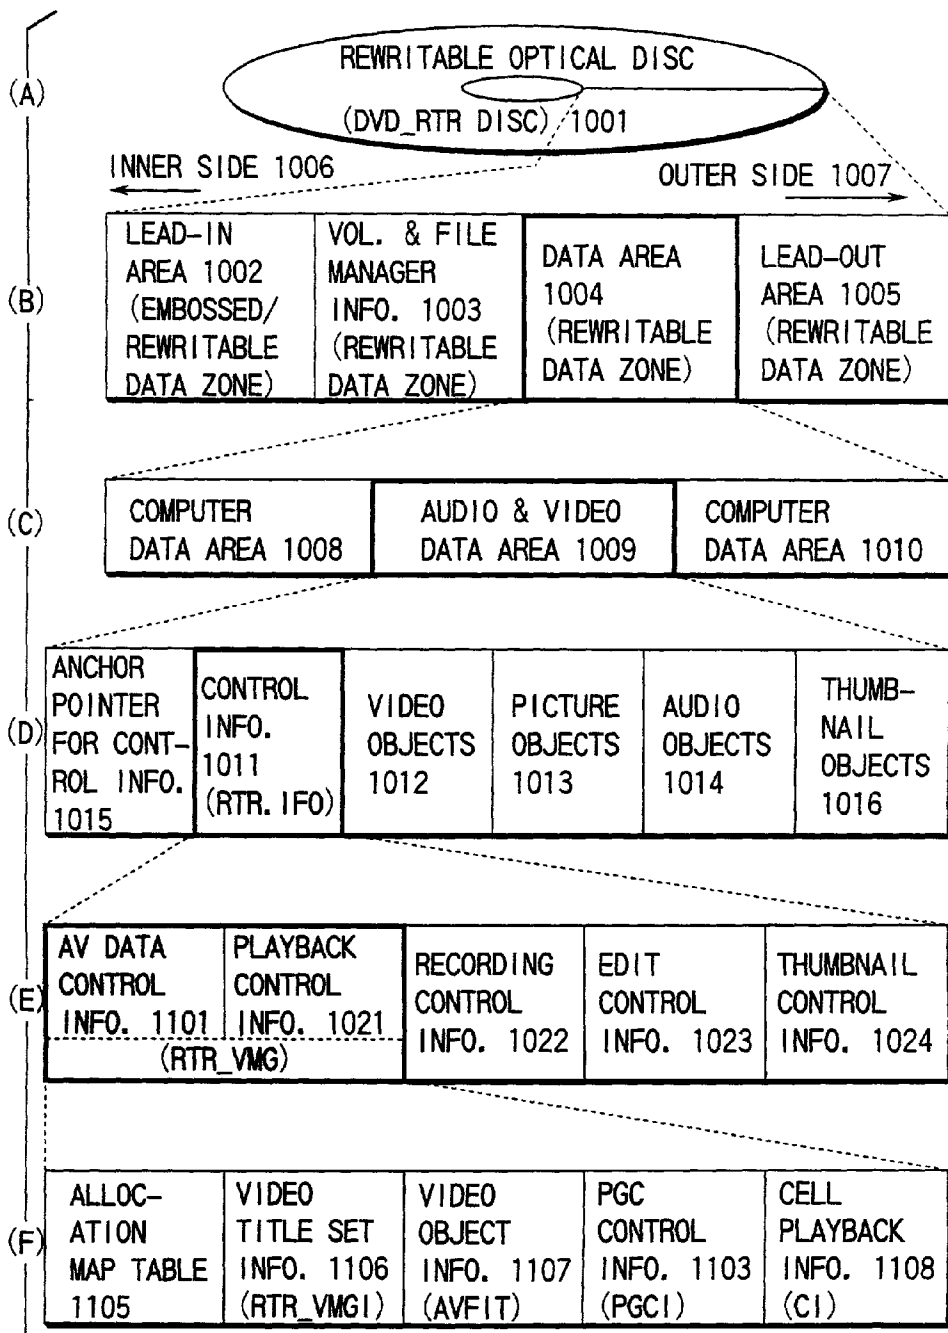 (A)
REWRITABLE OPTICAL DISC
(DVD_RTR DISC) 1001
INNER SIDE 1006
OUTER SIDE 1007
(B)
LEAD-IN
AREA 1002
(EMBOSSED/
REWRITABLE
DATA ZONE)
VOL. & FILE
MANAGER
INFO. 1003
(REWRITABLE
DATA ZONE)
DATA AREA
1004
(REWRITABLE
DATA ZONE)
LEAD-OUT
AREA 1005
(REWRITABLE
DATA ZONE)
(C)
COMPUTER
DATA AREA 1008
AUDIO & VIDEO
DATA AREA 1009
COMPUTER
DATA AREA 1010
(D)
ANCHOR
POINTER
FOR CONT-
ROL INFO.
1015
CONTROL
INFO.
1011
(RTR.IFO)
VIDEO
OBJECTS
1012
PICTURE
OBJECTS
1013
AUDIO
OBJECTS
1014
THUMB-
NAIL
OBJECTS
1016
(E)
AV DATA
CONTROL
INFO. 1101
PLAYBACK
CONTROL
INFO. 1021
(RTR_VMG)
RECORDING
CONTROL
INFO. 1022
EDIT
CONTROL
INFO. 1023
THUMBNAIL
CONTROL
INFO. 1024
(F)
ALLOC-
ATION
MAP TABLE
1105
VIDEO
TITLE SET
INFO. 1106
(RTR_VMGI)
VIDEO
OBJECT
INFO. 1107
(AVFIT)
PGC
CONTROL
INFO. 1103
(PGCI)
CELL
PLAYBACK
INFO. 1108
(CI)